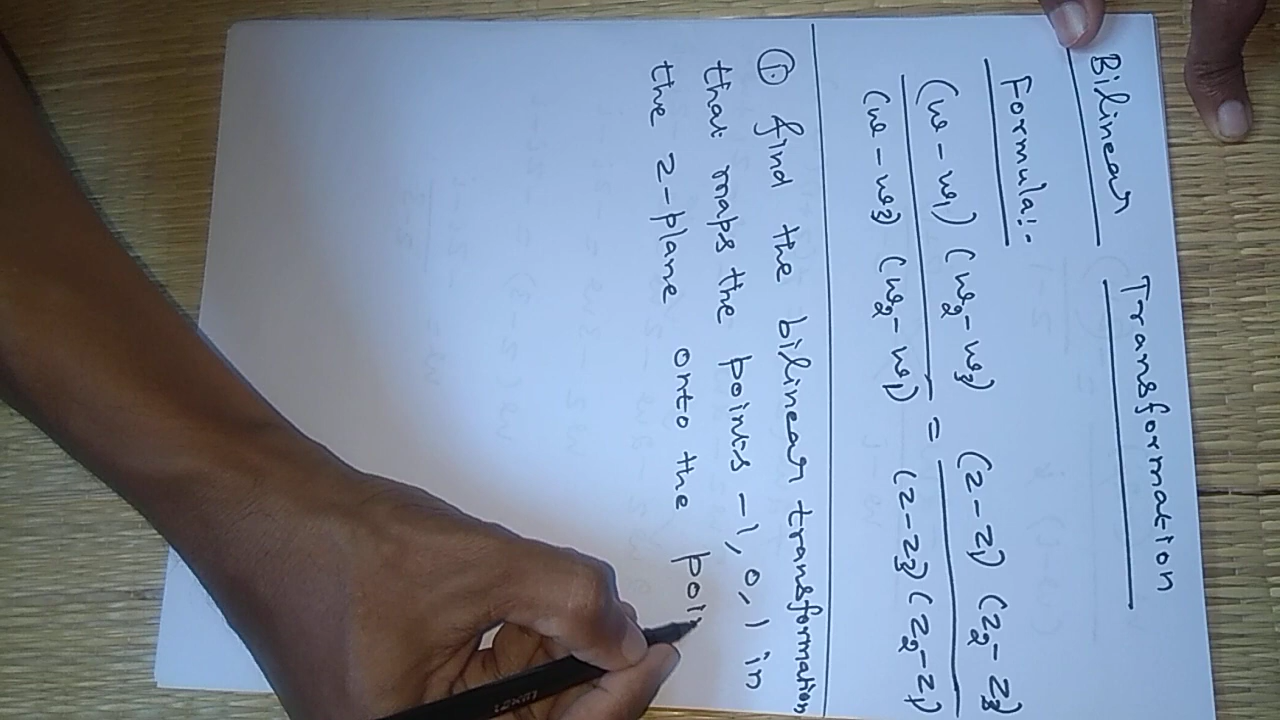 Bilinear Transformation
Formula:-
(w - w1) (w2 - w3) / (w - w3) (w2 - w1) = (z - z1) (z2 - z3) / (z - z3) (z2 - z1)
① find the bilinear transformation
that maps the points -1, 0, 1 in
the z-plane onto the poi